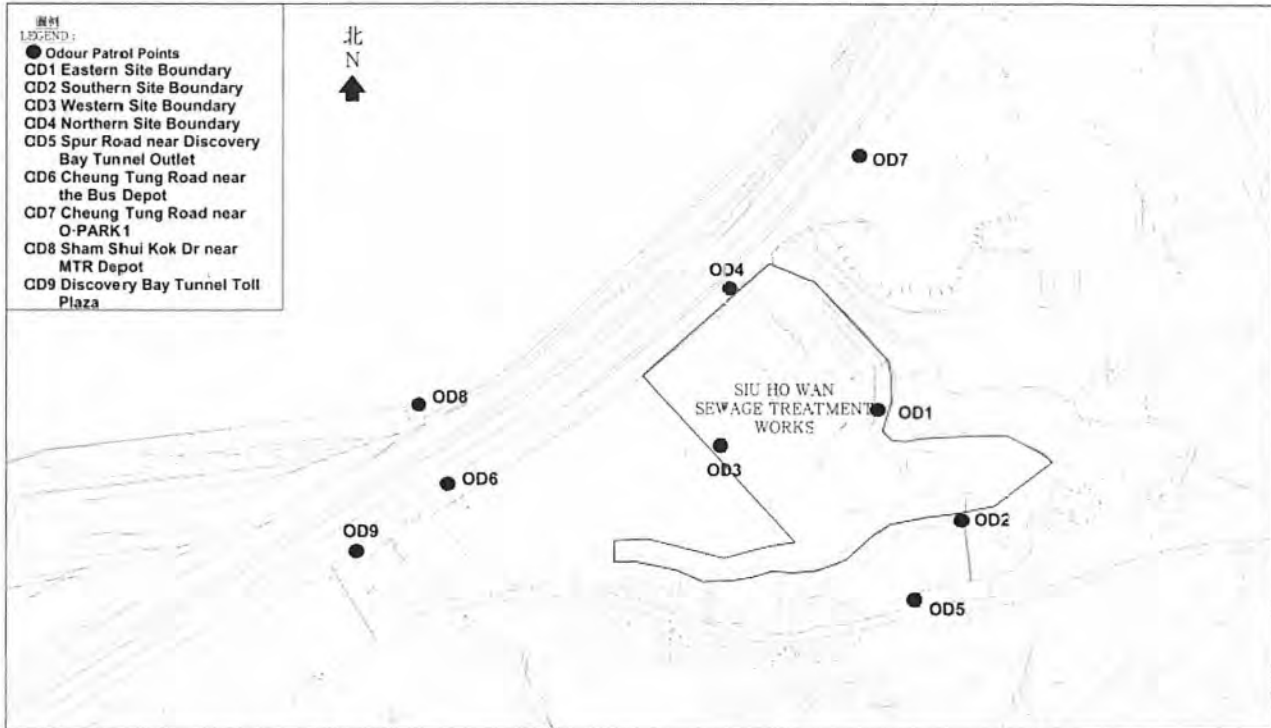 圖例
LEGEND:
Odour Patrol Points
OD1 Eastern Site Boundary
OD2 Southern Site Boundary
OD3 Western Site Boundary
OD4 Northern Site Boundary
OD5 Spur Road near Discovery
Bay Tunnel Outlet
OD6 Cheung Tung Road near
the Bus Depot
OD7 Cheung Tung Road near
O-PARK1
OD8 Sham Shui Kok Dr near
MTR Depot
OD9 Discovery Bay Tunnel Toll
Plaza
北
N
OD7
OD4
SIU HO WAN
SEWAGE TREATMENT
WORKS
OD8
OD1
OD3
OD6
OD2
OD9
OD5